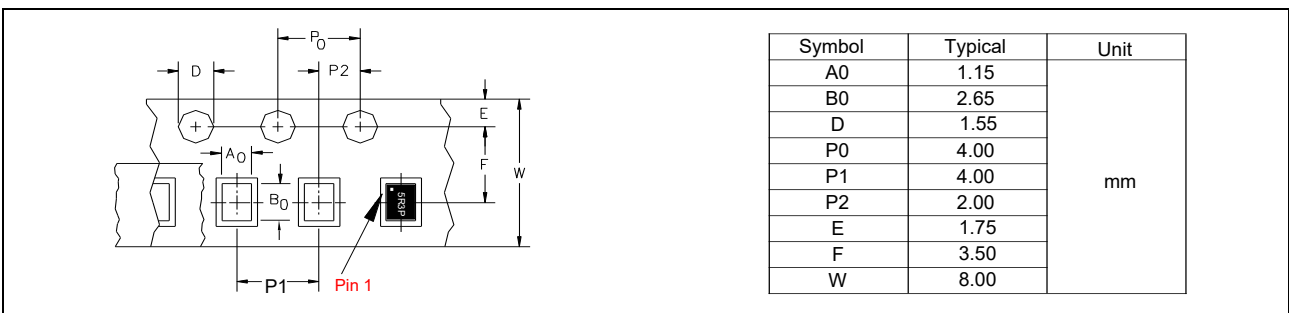 P0
D
P2
E
A0
F
W
B0
5R3P
P1
Pin 1
Symbol Typical Unit
A0 1.15
B0 2.65
D 1.55
P0 4.00
P1 4.00 mm
P2 2.00
E 1.75
F 3.50
W 8.00